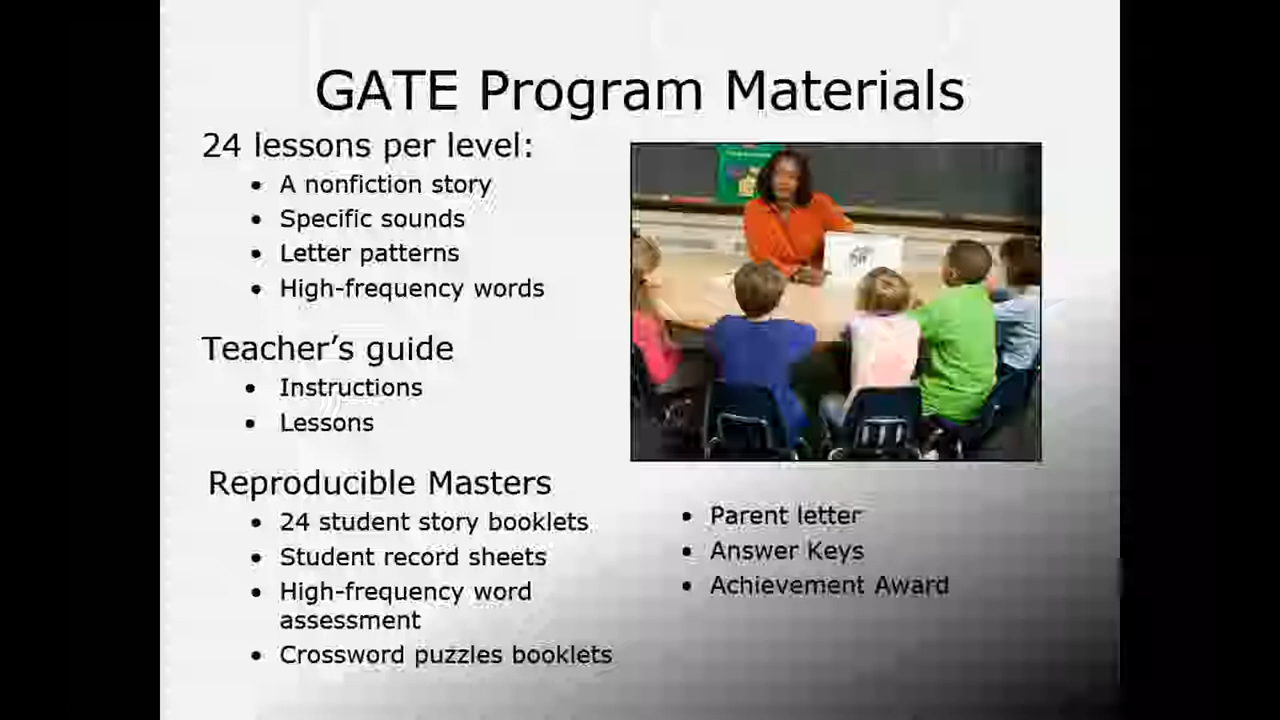 GATE Program Materials
24 lessons per level:
• A nonfiction story
• Specific sounds
• Letter patterns
• High-frequency words
Teacher’s guide
• Instructions
• Lessons
Reproducible Masters
• 24 student story booklets
• Student record sheets
• High-frequency word
assessment
• Crossword puzzles booklets
• Parent letter
• Answer Keys
• Achievement Award